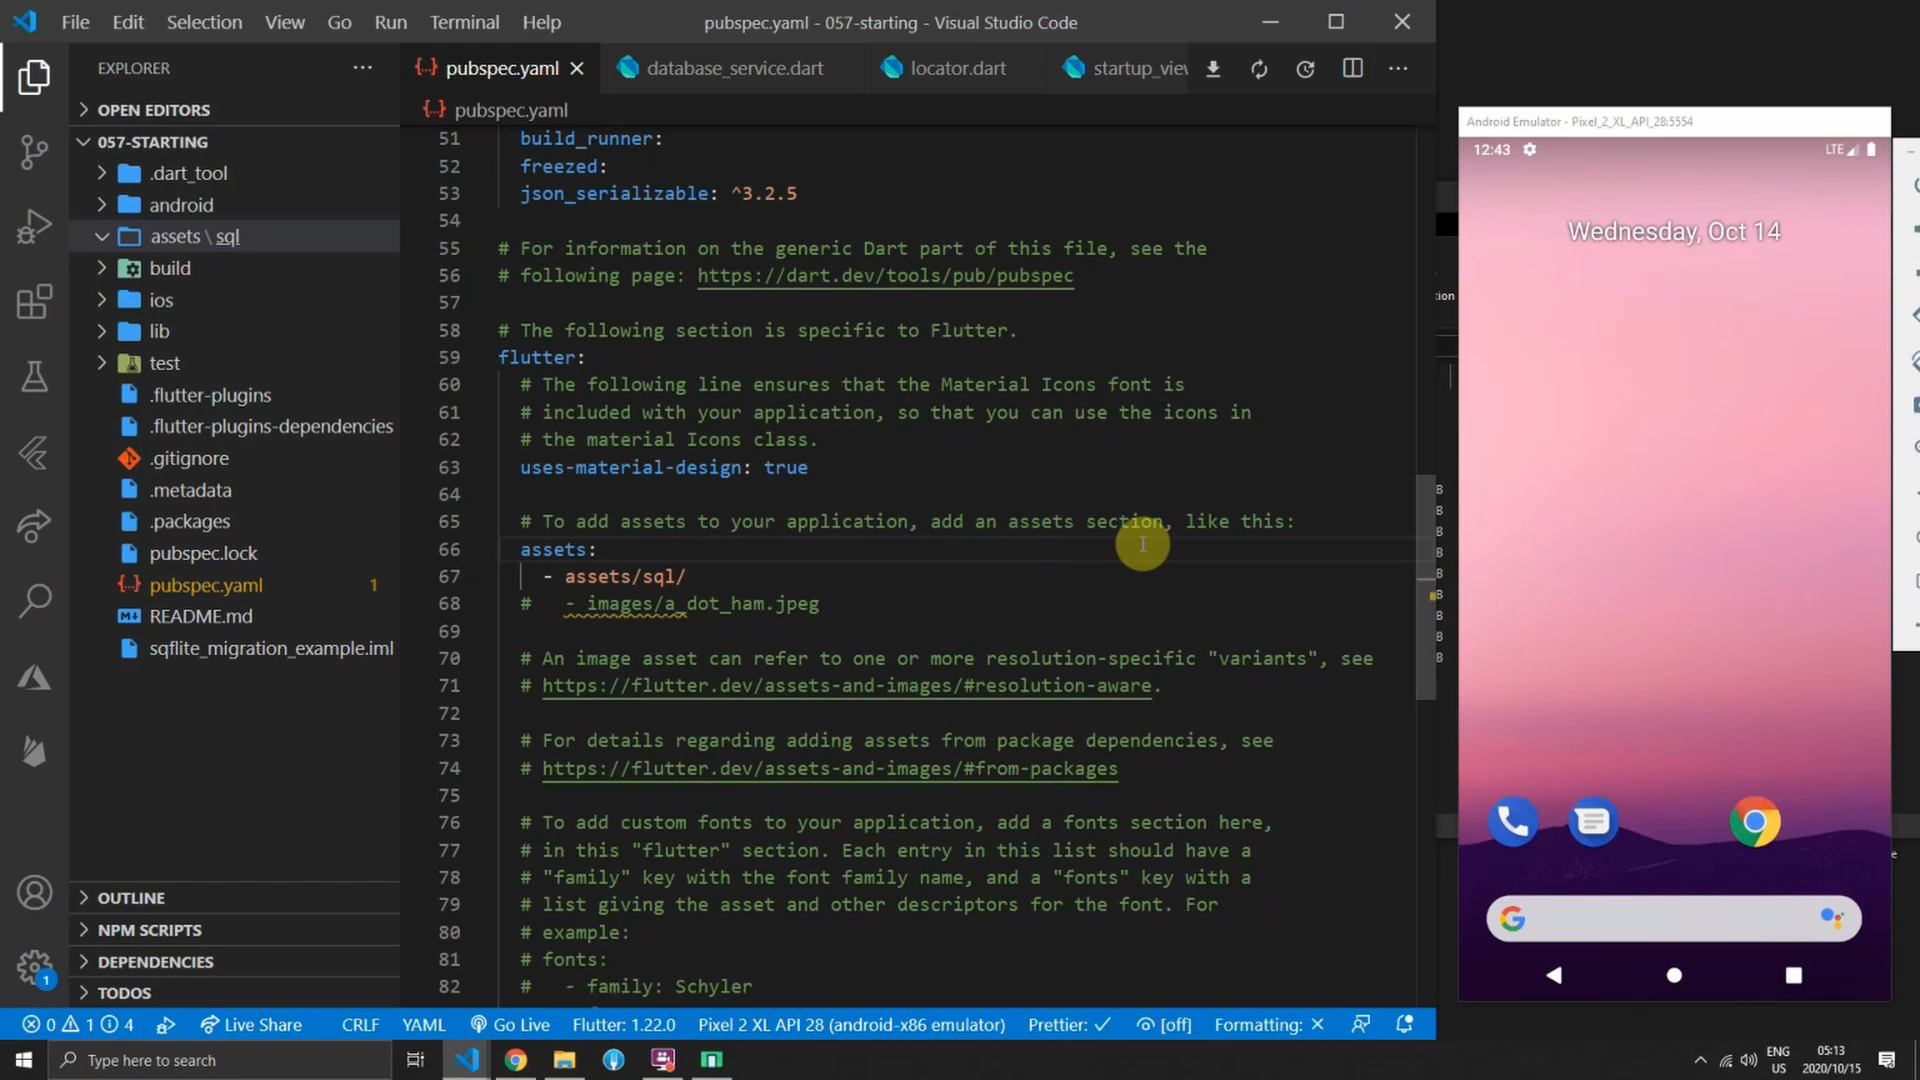 File Edit Selection View Go Run Terminal Help
pubspec.yaml - 057-starting - Visual Studio Code
EXPLORER
OPEN EDITORS
057-STARTING
.dart_tool
android
assets \ sql
build
ios
lib
test
.flutter-plugins
.flutter-plugins-dependencies
.gitignore
.metadata
.packages
pubspec.lock
pubspec.yaml 1
README.md
sqflite_migration_example.iml
OUTLINE
NPM SCRIPTS
DEPENDENCIES
TODOS
1
pubspec.yaml database_service.dart locator.dart startup_view
pubspec.yaml
51 build_runner:
52 freezed:
53 json_serializable: ^3.2.5
54
55 # For information on the generic Dart part of this file, see the
56 # following page: https://dart.dev/tools/pub/pubspec
57
58 # The following section is specific to Flutter.
59 flutter:
60 # The following line ensures that the Material Icons font is
61 # included with your application, so that you can use the icons in
62 # the material Icons class.
63 uses-material-design: true
64
65 # To add assets to your application, add an assets section, like this:
66 assets:
67 - assets/sql/
68 # - images/a_dot_ham.jpeg
69
70 # An image asset can refer to one or more resolution-specific "variants", see
71 # https://flutter.dev/assets-and-images/#resolution-aware.
72
73 # For details regarding adding assets from package dependencies, see
74 # https://flutter.dev/assets-and-images/#from-packages
75
76 # To add custom fonts to your application, add a fonts section here,
77 # in this "flutter" section. Each entry in this list should have a
78 # "family" key with the font family name, and a "fonts" key with a
79 # list giving the asset and other descriptors for the font. For
80 # example:
81 # fonts:
82 # - family: Schyler
0 1 4 Live Share CRLF YAML Go Live Flutter: 1.22.0 Pixel 2 XL API 28 (android-x86 emulator) Prettier: ✓ [off] Formatting: ×
Android Emulator - Pixel_2_XL_API_28:5554
12:43 LTE
Wednesday, Oct 14
tion
B
B
B
B
B
B
B
B
B
Type here to search
ENG
US
05:13
2020/10/15